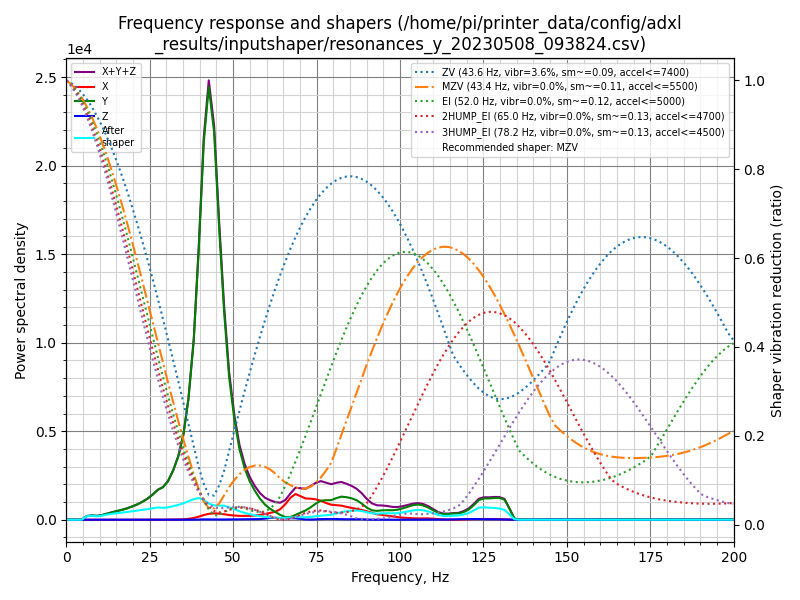 Frequency response and shapers (/home/pi/printer_data/config/adxl
_results/inputshaper/resonances_y_20230508_093824.csv)
1e4
X+Y+Z
X
Y
Z
After
shaper
ZV (43.6 Hz, vibr=3.6%, sm~=0.09, accel<=7400)
MZV (43.4 Hz, vibr=0.0%, sm~=0.11, accel<=5500)
EI (52.0 Hz, vibr=0.0%, sm~=0.12, accel<=5000)
2HUMP_EI (65.0 Hz, vibr=0.0%, sm~=0.13, accel<=4700)
3HUMP_EI (78.2 Hz, vibr=0.0%, sm~=0.13, accel<=4500)
Recommended shaper: MZV
Power spectral density
2.5
2.0
1.5
1.0
0.5
0.0
Shaper vibration reduction (ratio)
1.0
0.8
0.6
0.4
0.2
0.0
0 25 50 75 100 125 150 175 200
Frequency, Hz